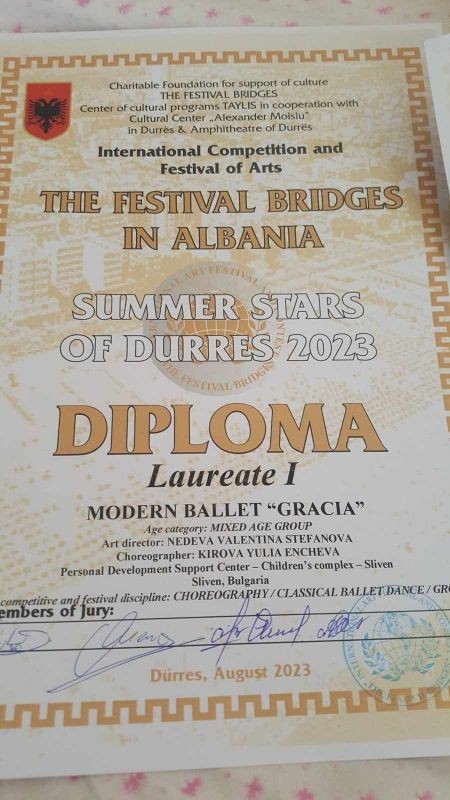 Charitable Foundation for support of culture
THE FESTIVAL BRIDGES
Center of cultural programs TAYLIS in cooperation with
Cultural Center „Alexander Moisiu"
in Durrës & Amphitheatre of Durrës
International Competition and
Festival of Arts
THE FESTIVAL BRIDGES
IN ALBANIA
SUMMER STARS
OF DURRES 2023
DIPLOMA
Laureate I
MODERN BALLET “GRACIA”
Age category: MIXED AGE GROUP
Art director: NEDEVA VALENTINA STEFANOVA
Choreographer: KIROVA YULIA ENCHEVA
Personal Development Support Center – Children's complex – Sliven
Sliven, Bulgaria
competitive and festival discipline: CHOREOGRAPHY / CLASSICAL BALLET DANCE /
embers of Jury:
Dürres, August 2023
THE FESTIVAL BRIDGES